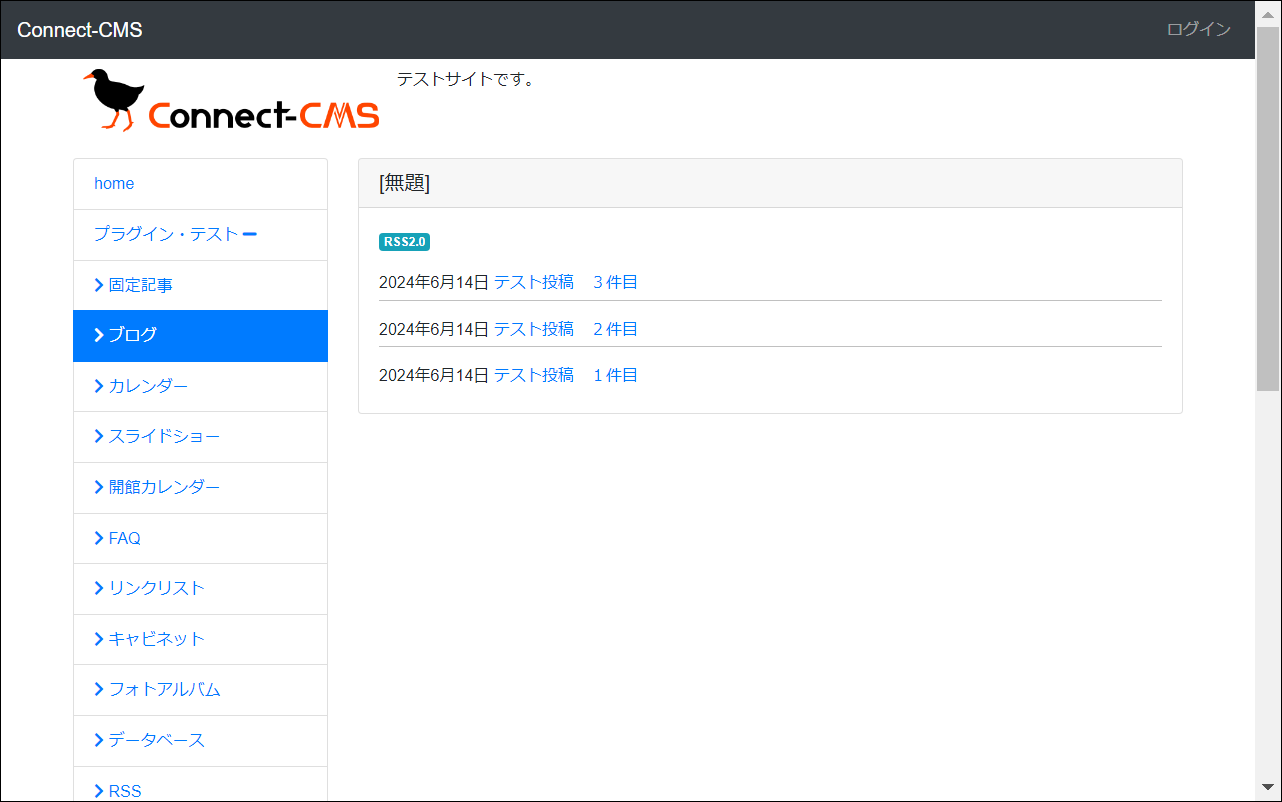 Connect-CMS
ログイン
Connect-CMS
テストサイトです。
home
プラグイン・テスト
固定記事
ブログ
カレンダー
スライドショー
開館カレンダー
FAQ
リンクリスト
キャビネット
フォトアルバム
データベース
RSS
[無題]
RSS2.0
2024年6月14日 テスト投稿　３件目
2024年6月14日 テスト投稿　２件目
2024年6月14日 テスト投稿　１件目